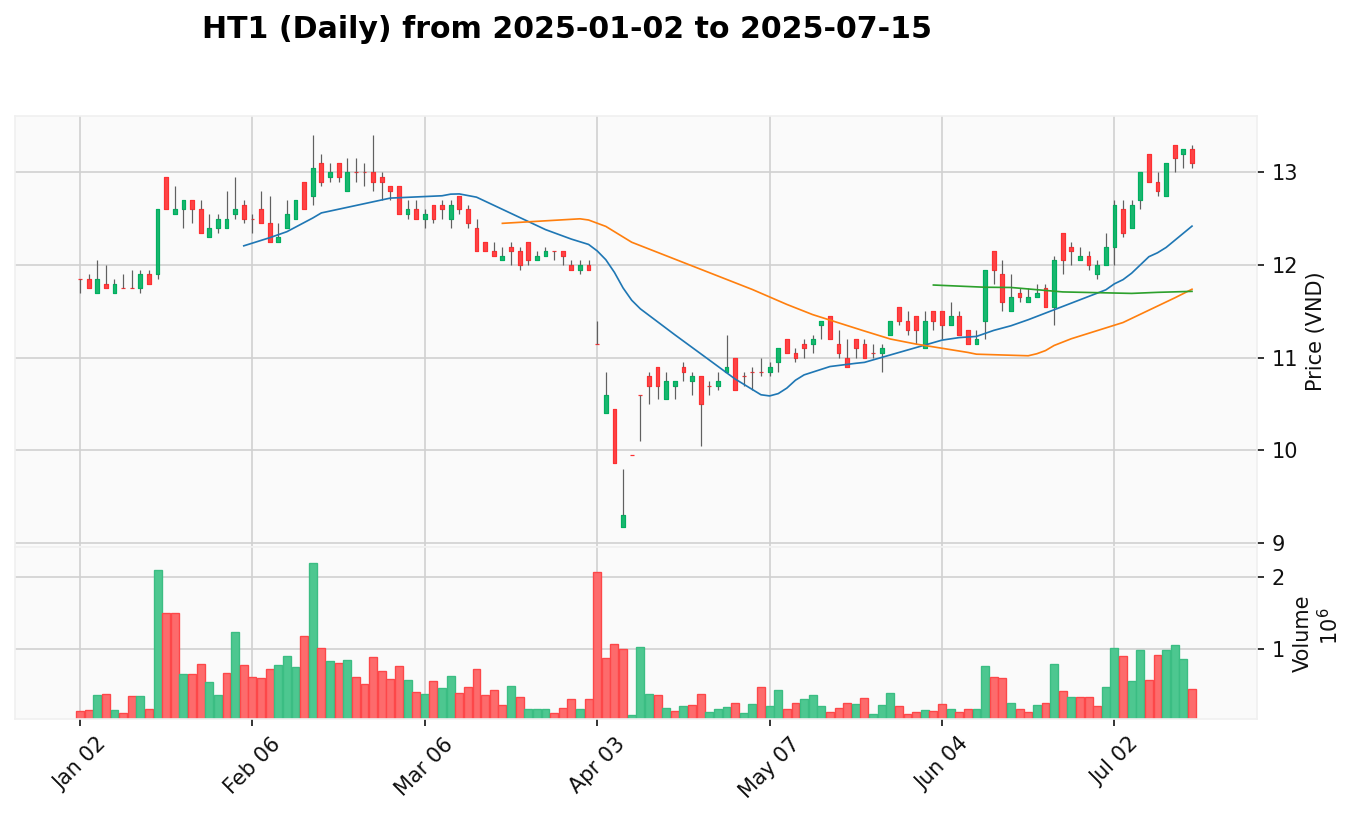 HT1 (Daily) from 2025-01-02 to 2025-07-15
13
12
11
10
9
Price (VND)
2
1
Volume
10⁶
Jan 02
Feb 06
Mar 06
Apr 03
May 07
Jun 04
Jul 02